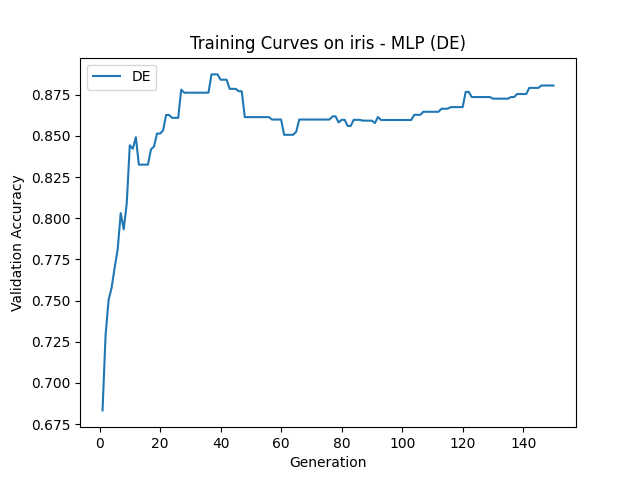 Training Curves on iris - MLP (DE)
DE
Validation Accuracy
0.875
0.850
0.825
0.800
0.775
0.750
0.725
0.700
0.675
0 20 40 60 80 100 120 140
Generation